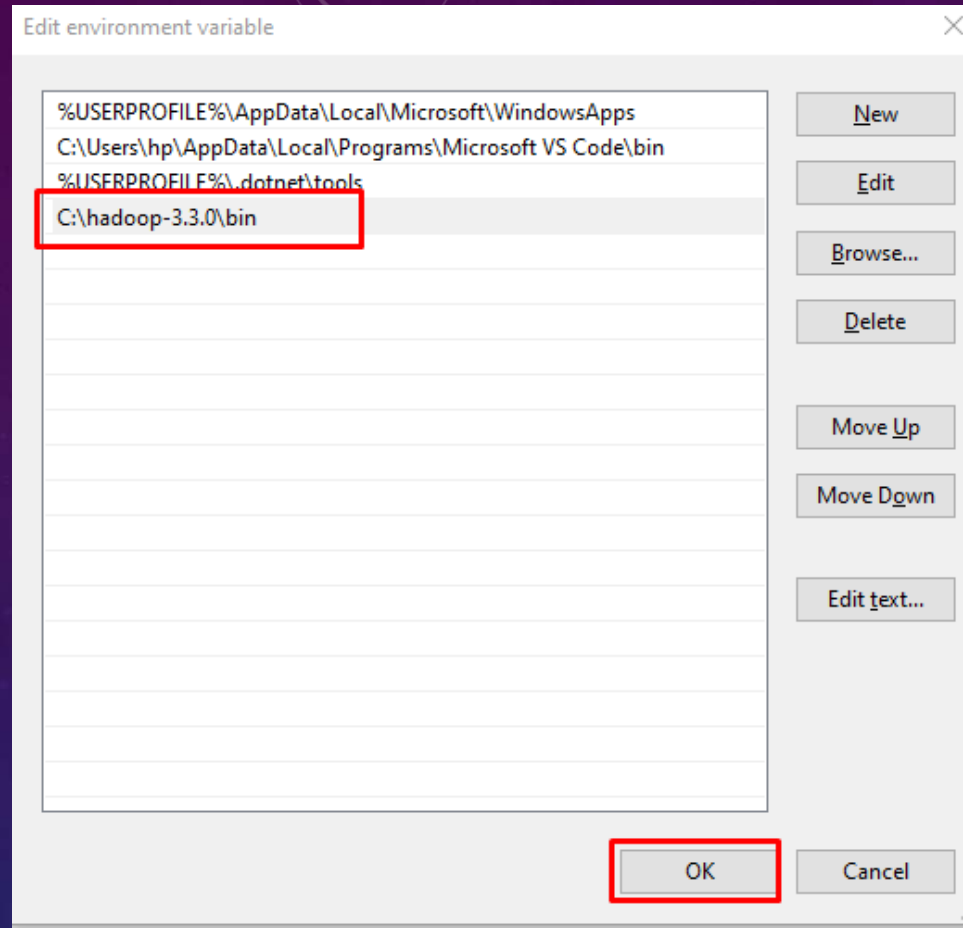 Edit environment variable
%USERPROFILE%\AppData\Local\Microsoft\WindowsApps
C:\Users\hp\AppData\Local\Programs\Microsoft VS Code\bin
%USERPROFILE%\.dotnet\tools
C:\hadoop-3.3.0\bin
New
Edit
Browse...
Delete
Move Up
Move Down
Edit text...
OK
Cancel